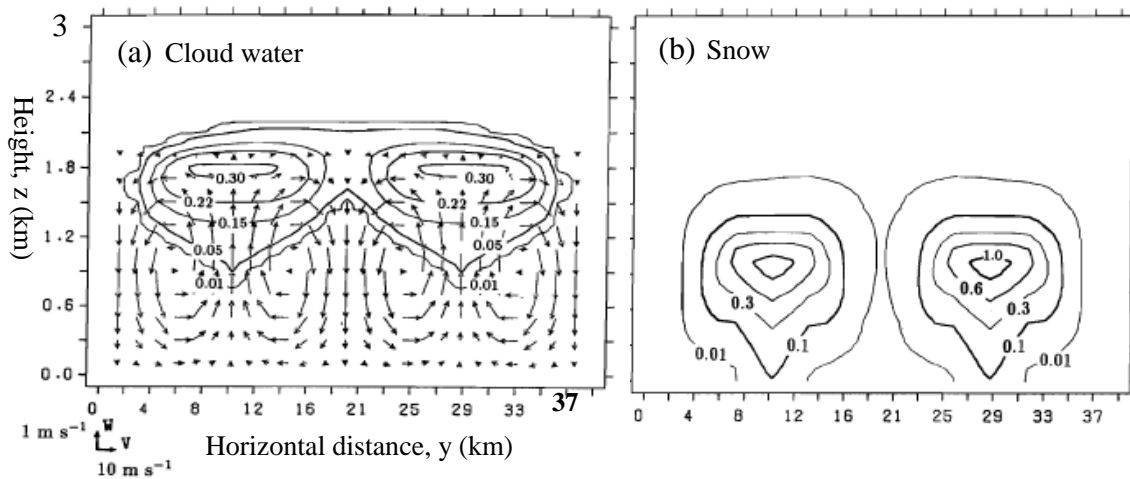 3
(a) Cloud water
(b) Snow
2.4
1.8
1.2
0.6
0.0
Height, z (km)
0.30
0.30
0.22
0.22
0.15
0.15
0.05
0.05
0.01
0.01
1.0
0.6
0.3
0.3
0.1
0.1
0.01
0.01
37
0 4 8 12 16 21 25 29 33
0 4 8 12 16 21 25 29 33
1 m s⁻¹ W
V
10 m s⁻¹
Horizontal distance, y (km)